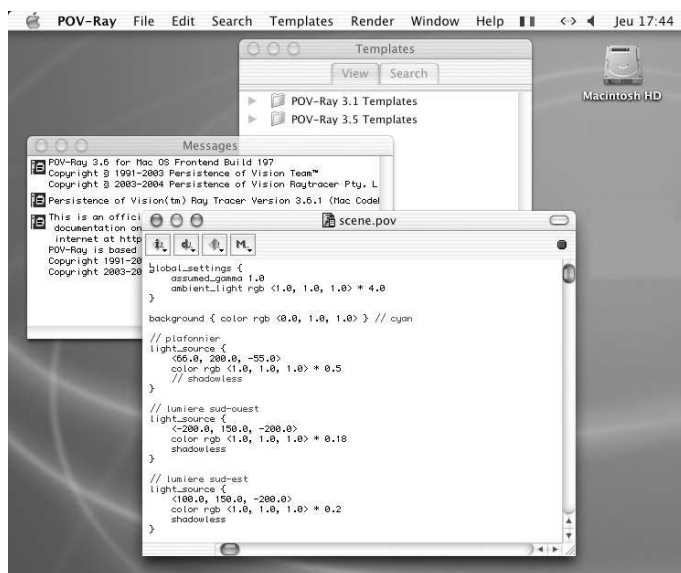 POV-Ray File Edit Search Templates Render Window Help Jeu 17:44
Templates
View Search
POV-Ray 3.1 Templates
POV-Ray 3.5 Templates
Macintosh HD
Messages
POV-Ray 3.6 for Mac OS Frontend Build 197
Copyright 1991-2003 Persistence of Vision Team™
Copyright 2003-2004 Persistence of Vision Raytracer Pty. L
Persistence of Vision(tm) Ray Tracer Version 3.6.1 (Mac Code
This is an offici
documentation on
internet at http
POV-Ray is based
Copyright 1991-20
Copyright 2003-20
scene.pov
i. d. M.
global_settings {
assumed_gamma 1.0
ambient_light rgb <1.0, 1.0, 1.0> * 4.0
}
background { color rgb <0.0, 1.0, 1.0> } // cyan
// plafonnier
light_source {
<66.0, 200.0, -55.0>
color rgb <1.0, 1.0, 1.0> * 0.5
// shadowless
}
// lumiere sud-ouest
light_source {
<-200.0, 150.0, -200.0>
color rgb <1.0, 1.0, 1.0> * 0.18
shadowless
}
// lumiere sud-est
light_source {
<100.0, 150.0, -200.0>
color rgb <1.0, 1.0, 1.0> * 0.2
shadowless
}